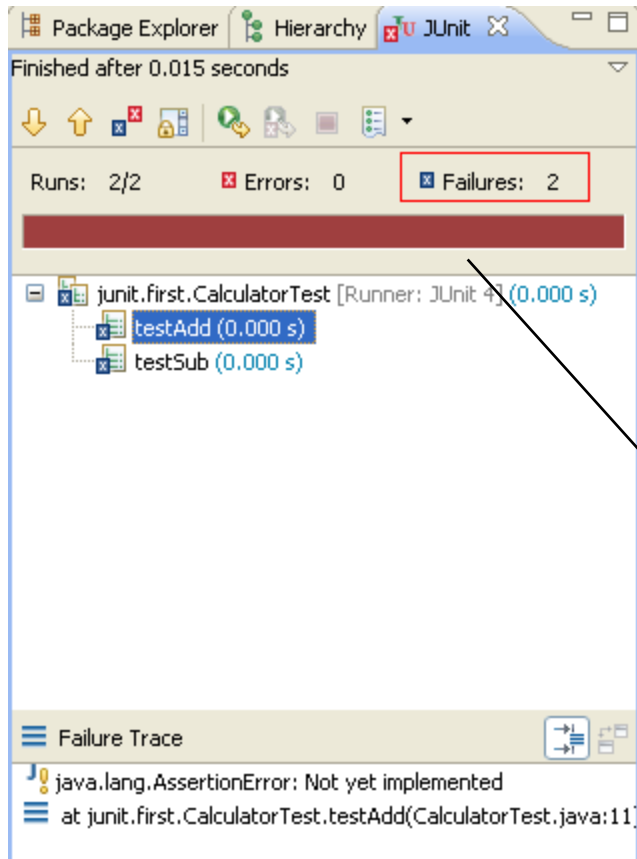 Package Explorer Hierarchy JUnit
Finished after 0.015 seconds
Runs: 2/2 Errors: 0 Failures: 2
junit.first.CalculatorTest [Runner: JUnit 4] (0.000 s)
testAdd (0.000 s)
testSub (0.000 s)
Failure Trace
java.lang.AssertionError: Not yet implemented
at junit.first.CalculatorTest.testAdd(CalculatorTest.java:11)